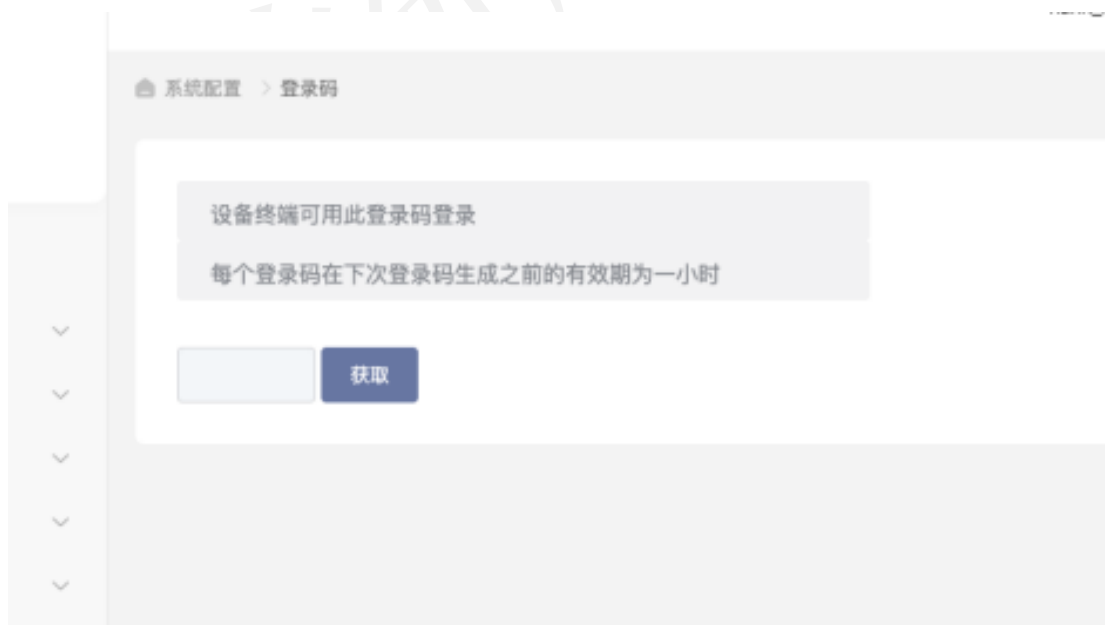 系统配置 > 登录码
设备终端可用此登录码登录
每个登录码在下次登录码生成之前的有效期为一小时
获取